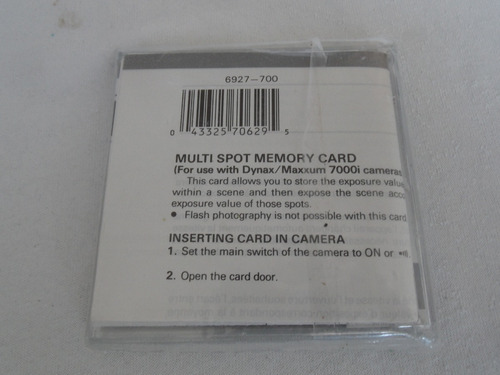 6927–700
0 43325 70629 5
MULTI SPOT MEMORY CARD
(For use with Dynax/Maxxum 7000i cameras
This card allows you to store the exposure value
within a scene and then expose the scene acco
exposure value of those spots.
● Flash photography is not possible with this card
INSERTING CARD IN CAMERA
1. Set the main switch of the camera to ON or
2. Open the card door.